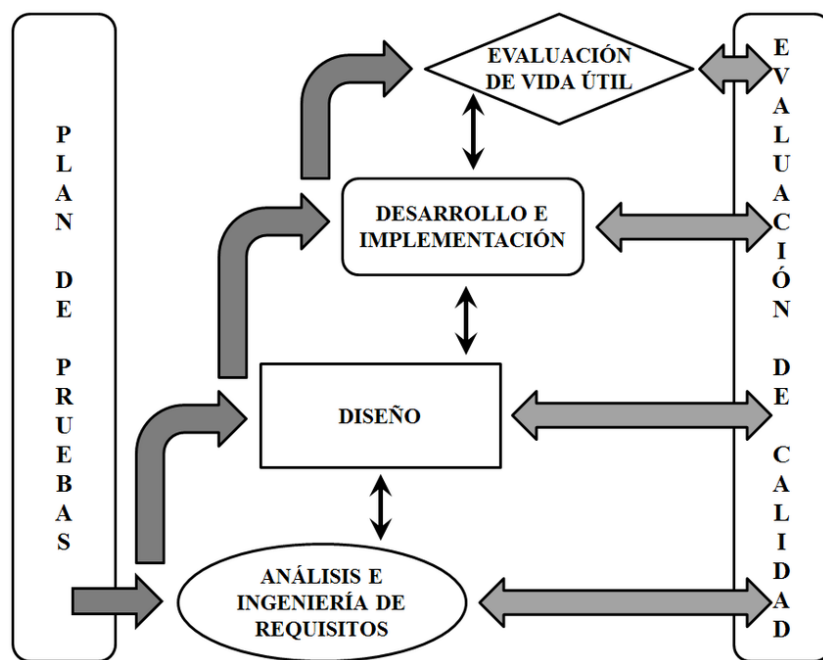 PLAN DE PRUEBAS
EVALUACIÓN
DE VIDA ÚTIL
DESARROLLO E
IMPLEMENTACIÓN
DISEÑO
ANÁLISIS E
INGENIERÍA DE
REQUISITOS
EVALUACIÓN DE CALIDAD